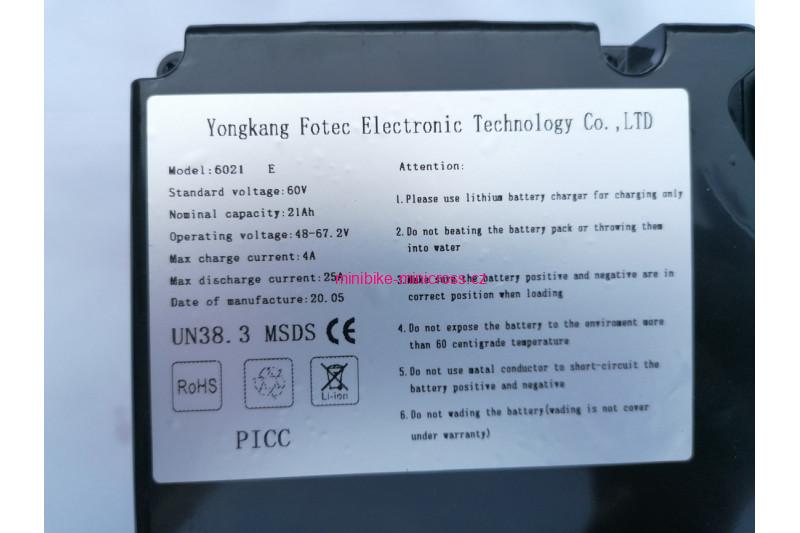 Yongkang Fotec Electronic Technology Co.,LTD
Model:6021 E
Standard voltage:60V
Nominal capacity:21Ah
Operating voltage:48-67.2V
Max charge current:4A
Max discharge current:25A
Date of manufacture:20.05
UN38.3 MSDS CE
RoHS
Li-ion
PICC
Attention:
1.Please use lithium battery charger for charging only
2.Do not beating the battery pack or throwing them
into water
3.Make sure the battery positive and negative are in
correct position when loading
4.Do not expose the battery to the enviroment more
than 60 centigrade temperature
5.Do not use matal conductor to short-circuit the
battery positive and negative
6.Do not wading the battery(wading is not cover
under warranty)
minibike-minicross.cz